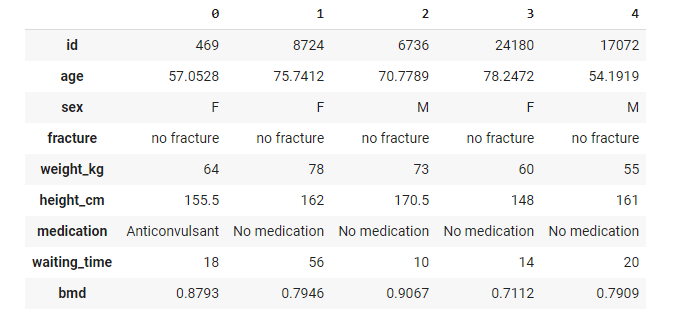 0 1 2 3 4
id 469 8724 6736 24180 17072
age 57.0528 75.7412 70.7789 78.2472 54.1919
sex F F M F M
fracture no fracture no fracture no fracture no fracture no fracture
weight_kg 64 78 73 60 55
height_cm 155.5 162 170.5 148 161
medication Anticonvulsant No medication No medication No medication No medication
waiting_time 18 56 10 14 20
bmd 0.8793 0.7946 0.9067 0.7112 0.7909